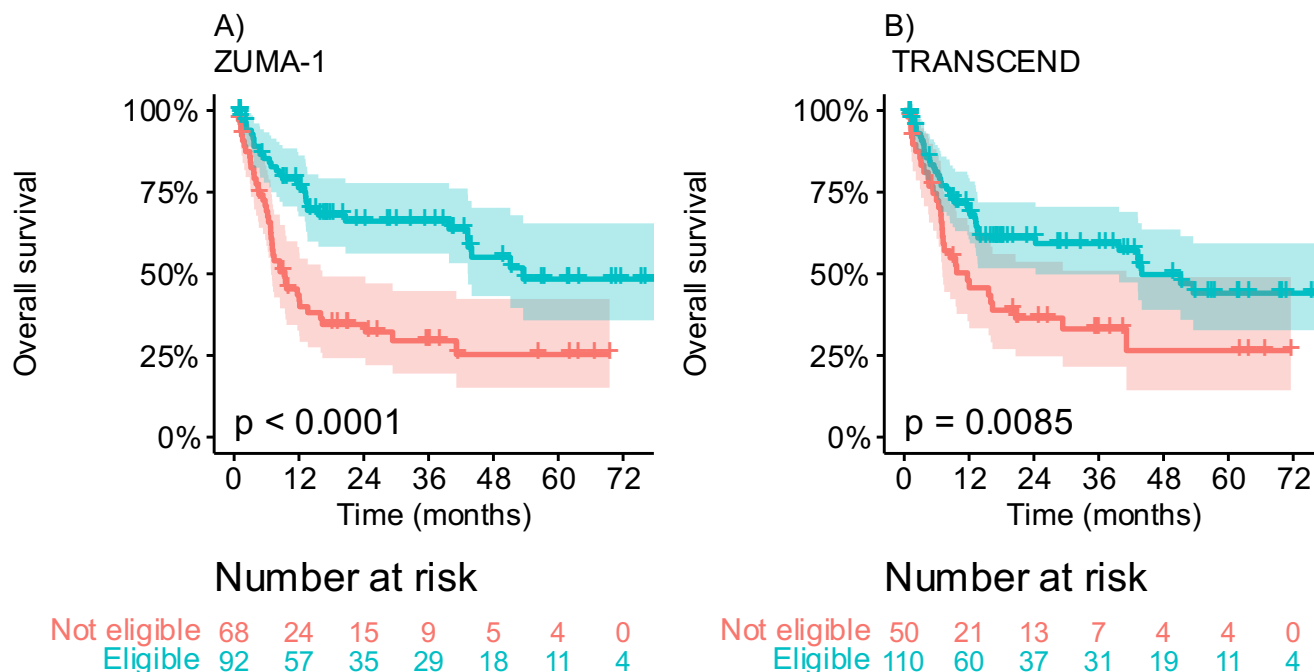 A)
ZUMA-1
Overall survival
100%
75%
50%
25%
0%
p < 0.0001
0 12 24 36 48 60 72
Time (months)
Number at risk
Not eligible 68 24 15 9 5 4 0
Eligible 92 57 35 29 18 11 4
B)
TRANSCEND
Overall survival
100%
75%
50%
25%
0%
p = 0.0085
0 12 24 36 48 60 72
Time (months)
Number at risk
Not eligible 50 21 13 7 4 4 0
Eligible 110 60 37 31 19 11 4